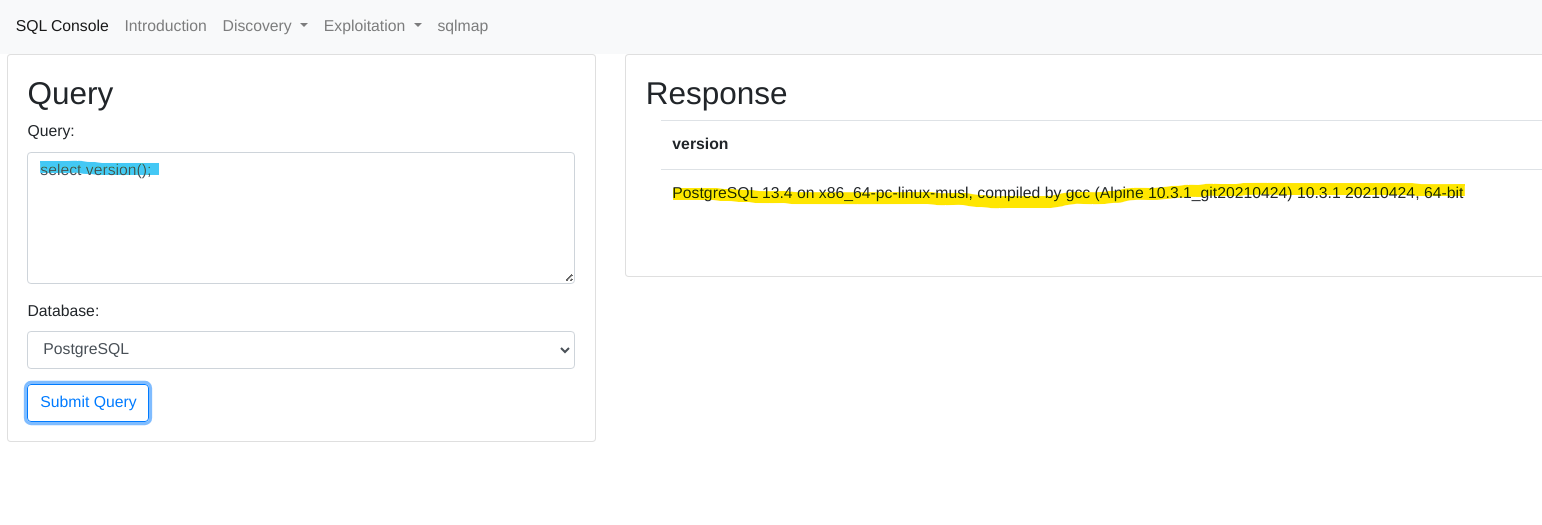 SQL Console Introduction Discovery Exploitation sqlmap
Query
Query:
select version();
Database:
PostgreSQL
Submit Query
Response
version
PostgreSQL 13.4 on x86_64-pc-linux-musl, compiled by gcc (Alpine 10.3.1_git20210424) 10.3.1 20210424, 64-bit